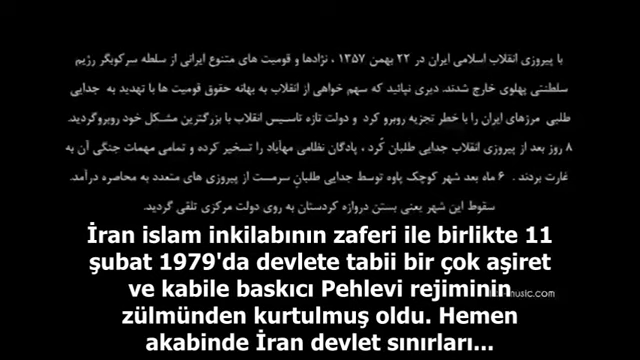 با پیروزی انقلاب اسلامی ایران در ۲۲ بهمن ۱۳۵۷ ، نژادها و قومیت های متنوع ایرانی از سلطه سرکوبگر رژیم
سلطنتی پهلوی خارج شدند. دیری نپائید که سهم خواهی از انقلاب به بهانه حقوق قومیت ها با تهدید به جدایی
طلبی مرزهای ایران را با خطر تجزیه روبرو کرد و دولت تازه تاسیس انقلاب با بزرگترین مشکل خود روبروگردید.
۸ روز بعد از پیروزی انقلاب جدایی طلبان کُرد ، پادگان نظامی مهآباد را تسخیر کرده و تمامی مهمات جنگی آن به
غارت بردند . ۶ ماه بعد شهر کوچک پاوه توسط جدایی طلبانِ سرمست از پیروزی های متعدد به محاصره درآمد.
سقوط این شهر یعنی بستن دروازه کردستان به روی دولت مرکزی تلقی گردید.
İran islam inkilabının zaferi ile birlikte 11
şubat 1979'da devlete tabii bir çok aşiret
ve kabile baskıcı Pehlevi rejiminin
music.com
zülmünden kurtulmuş oldu. Hemen
akabinde İran devlet sınırları...